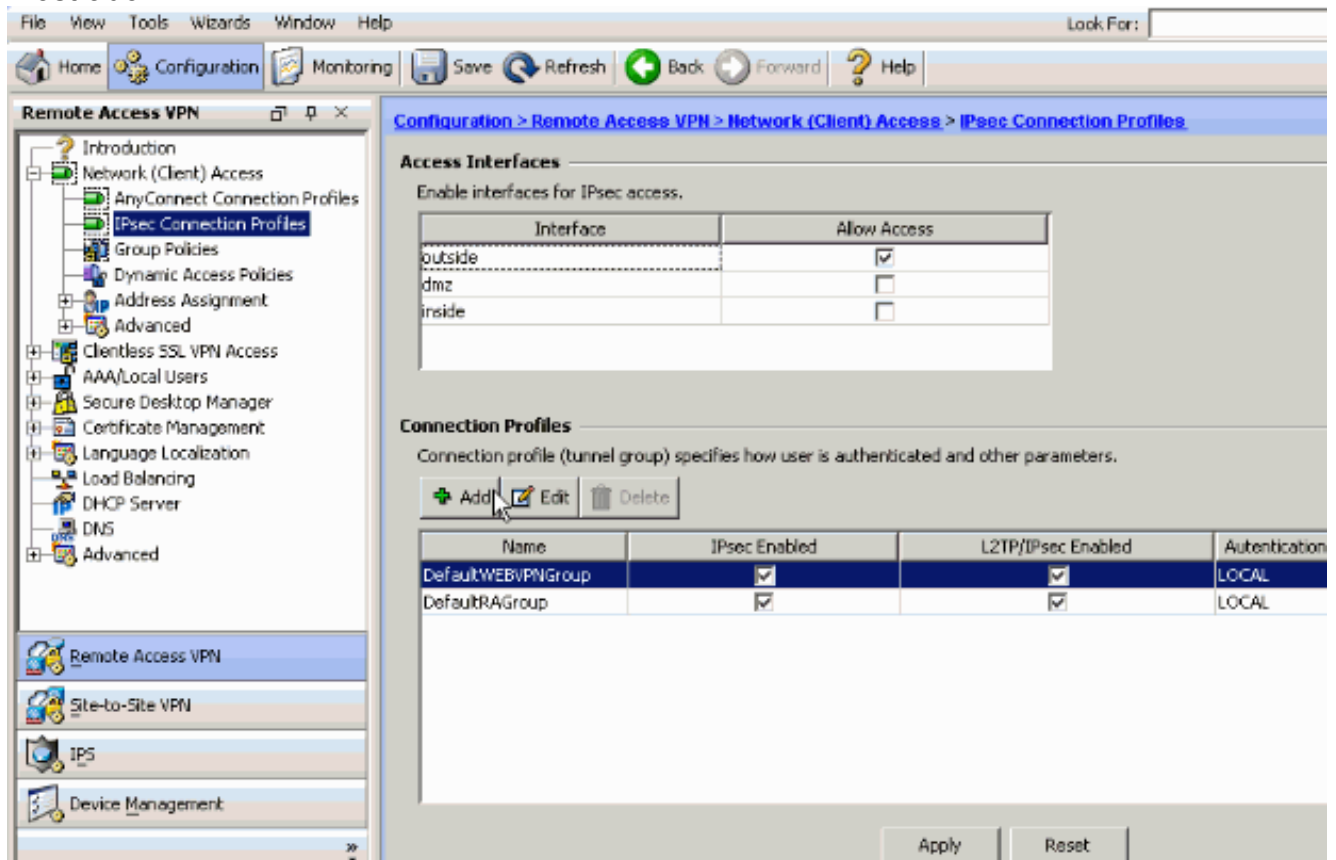 File View Tools Wizards Window Help Look For:
Home Configuration Monitoring Save Refresh Back Forward Help
Remote Access VPN
Introduction
Network (Client) Access
AnyConnect Connection Profiles
IPsec Connection Profiles
Group Policies
Dynamic Access Policies
Address Assignment
Advanced
Clientless SSL VPN Access
AAA/Local Users
Secure Desktop Manager
Certificate Management
Language Localization
Load Balancing
DHCP Server
DNS
Advanced
Remote Access VPN
Site-to-Site VPN
IPS
Device Management
Configuration > Remote Access VPN > Network (Client) Access > IPsec Connection Profiles
Access Interfaces
Enable interfaces for IPsec access.
Interface Allow Access
outside
dmz
inside
Connection Profiles
Connection profile (tunnel group) specifies how user is authenticated and other parameters.
Add Edit Delete
Name IPsec Enabled L2TP/IPsec Enabled Autentication
DefaultWEBVPNGroup LOCAL
DefaultRAGroup LOCAL
Apply Reset